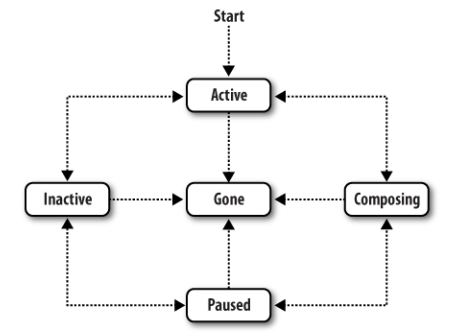 Start
Active
Inactive
Gone
Composing
Paused